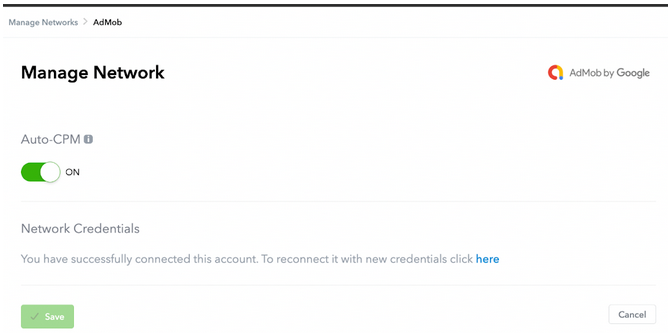 Manage Networks > AdMob
Manage Network
AdMob by Google
Auto-CPM i
ON
Network Credentials
You have successfully connected this account. To reconnect it with new credentials click here
Save
Cancel